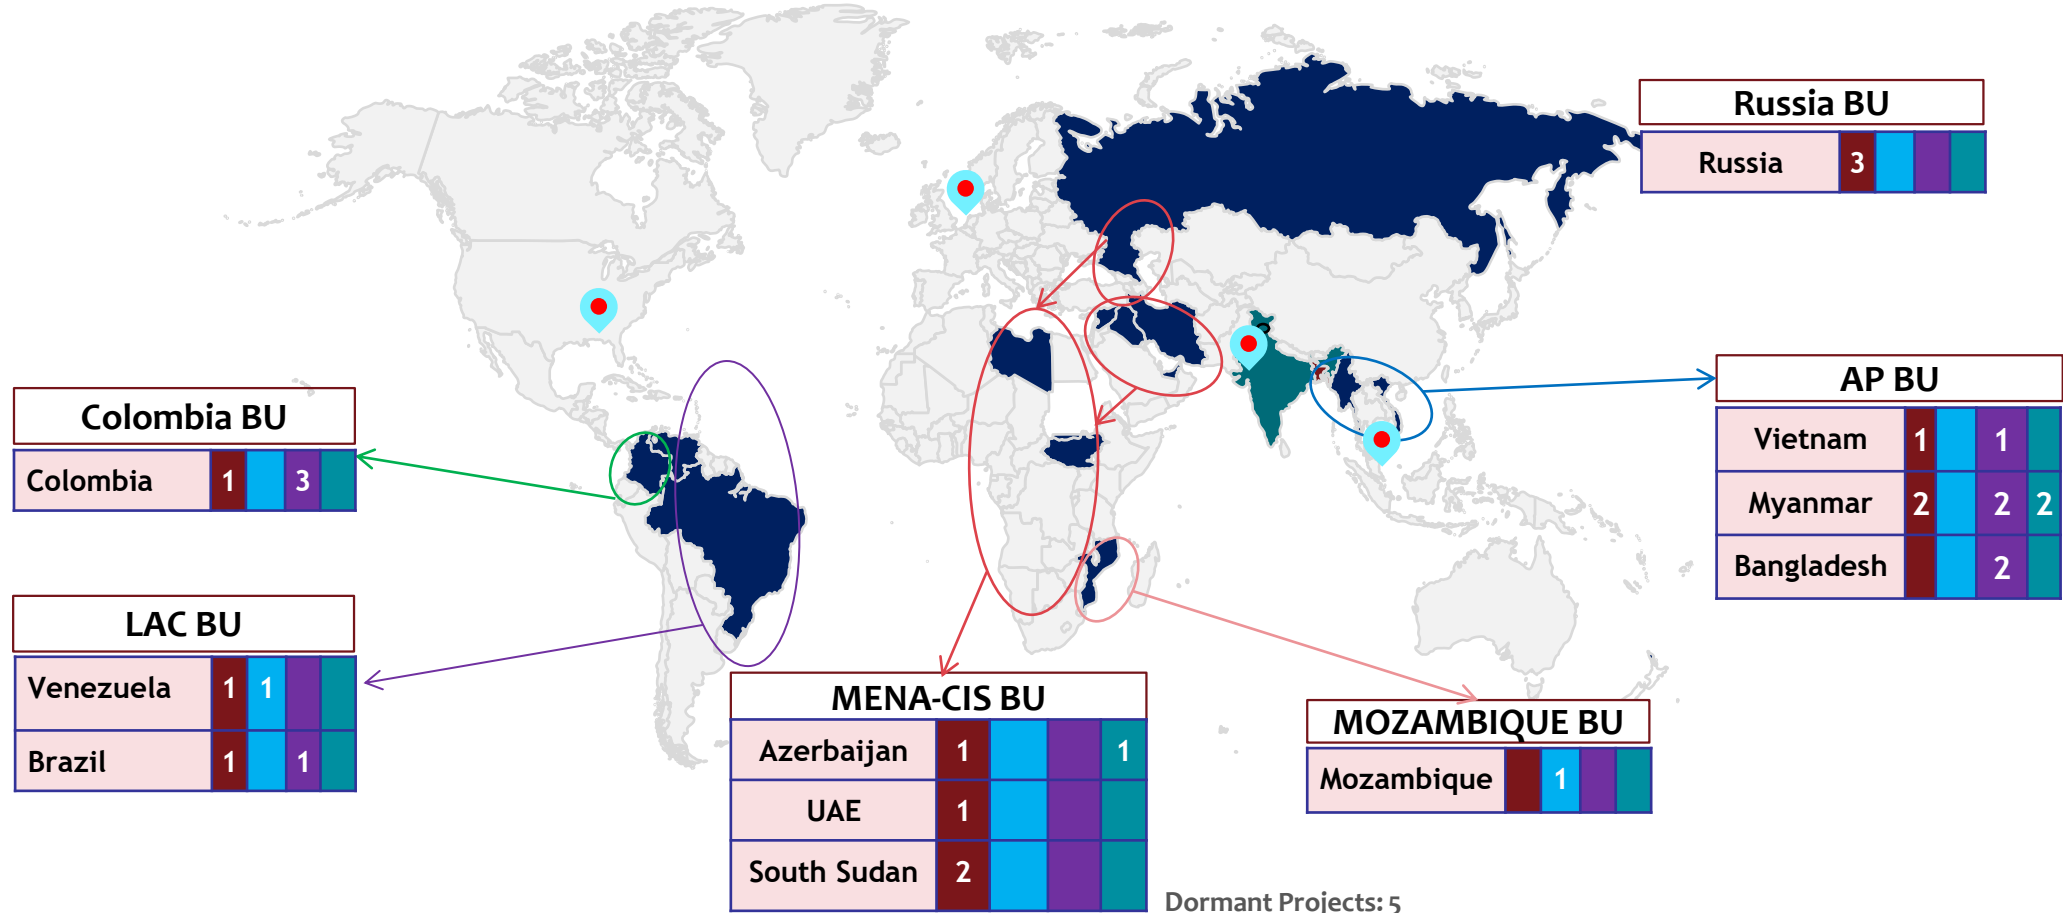 Russia BU
Russia 3
Colombia BU
Colombia 1 3
AP BU
Vietnam 1 1
Myanmar 2 2 2
Bangladesh 2
LAC BU
Venezuela 1 1
Brazil 1 1
MENA-CIS BU
Azerbaijan 1 1
UAE 1
South Sudan 2
MOZAMBIQUE BU
Mozambique 1
Dormant Projects: 5